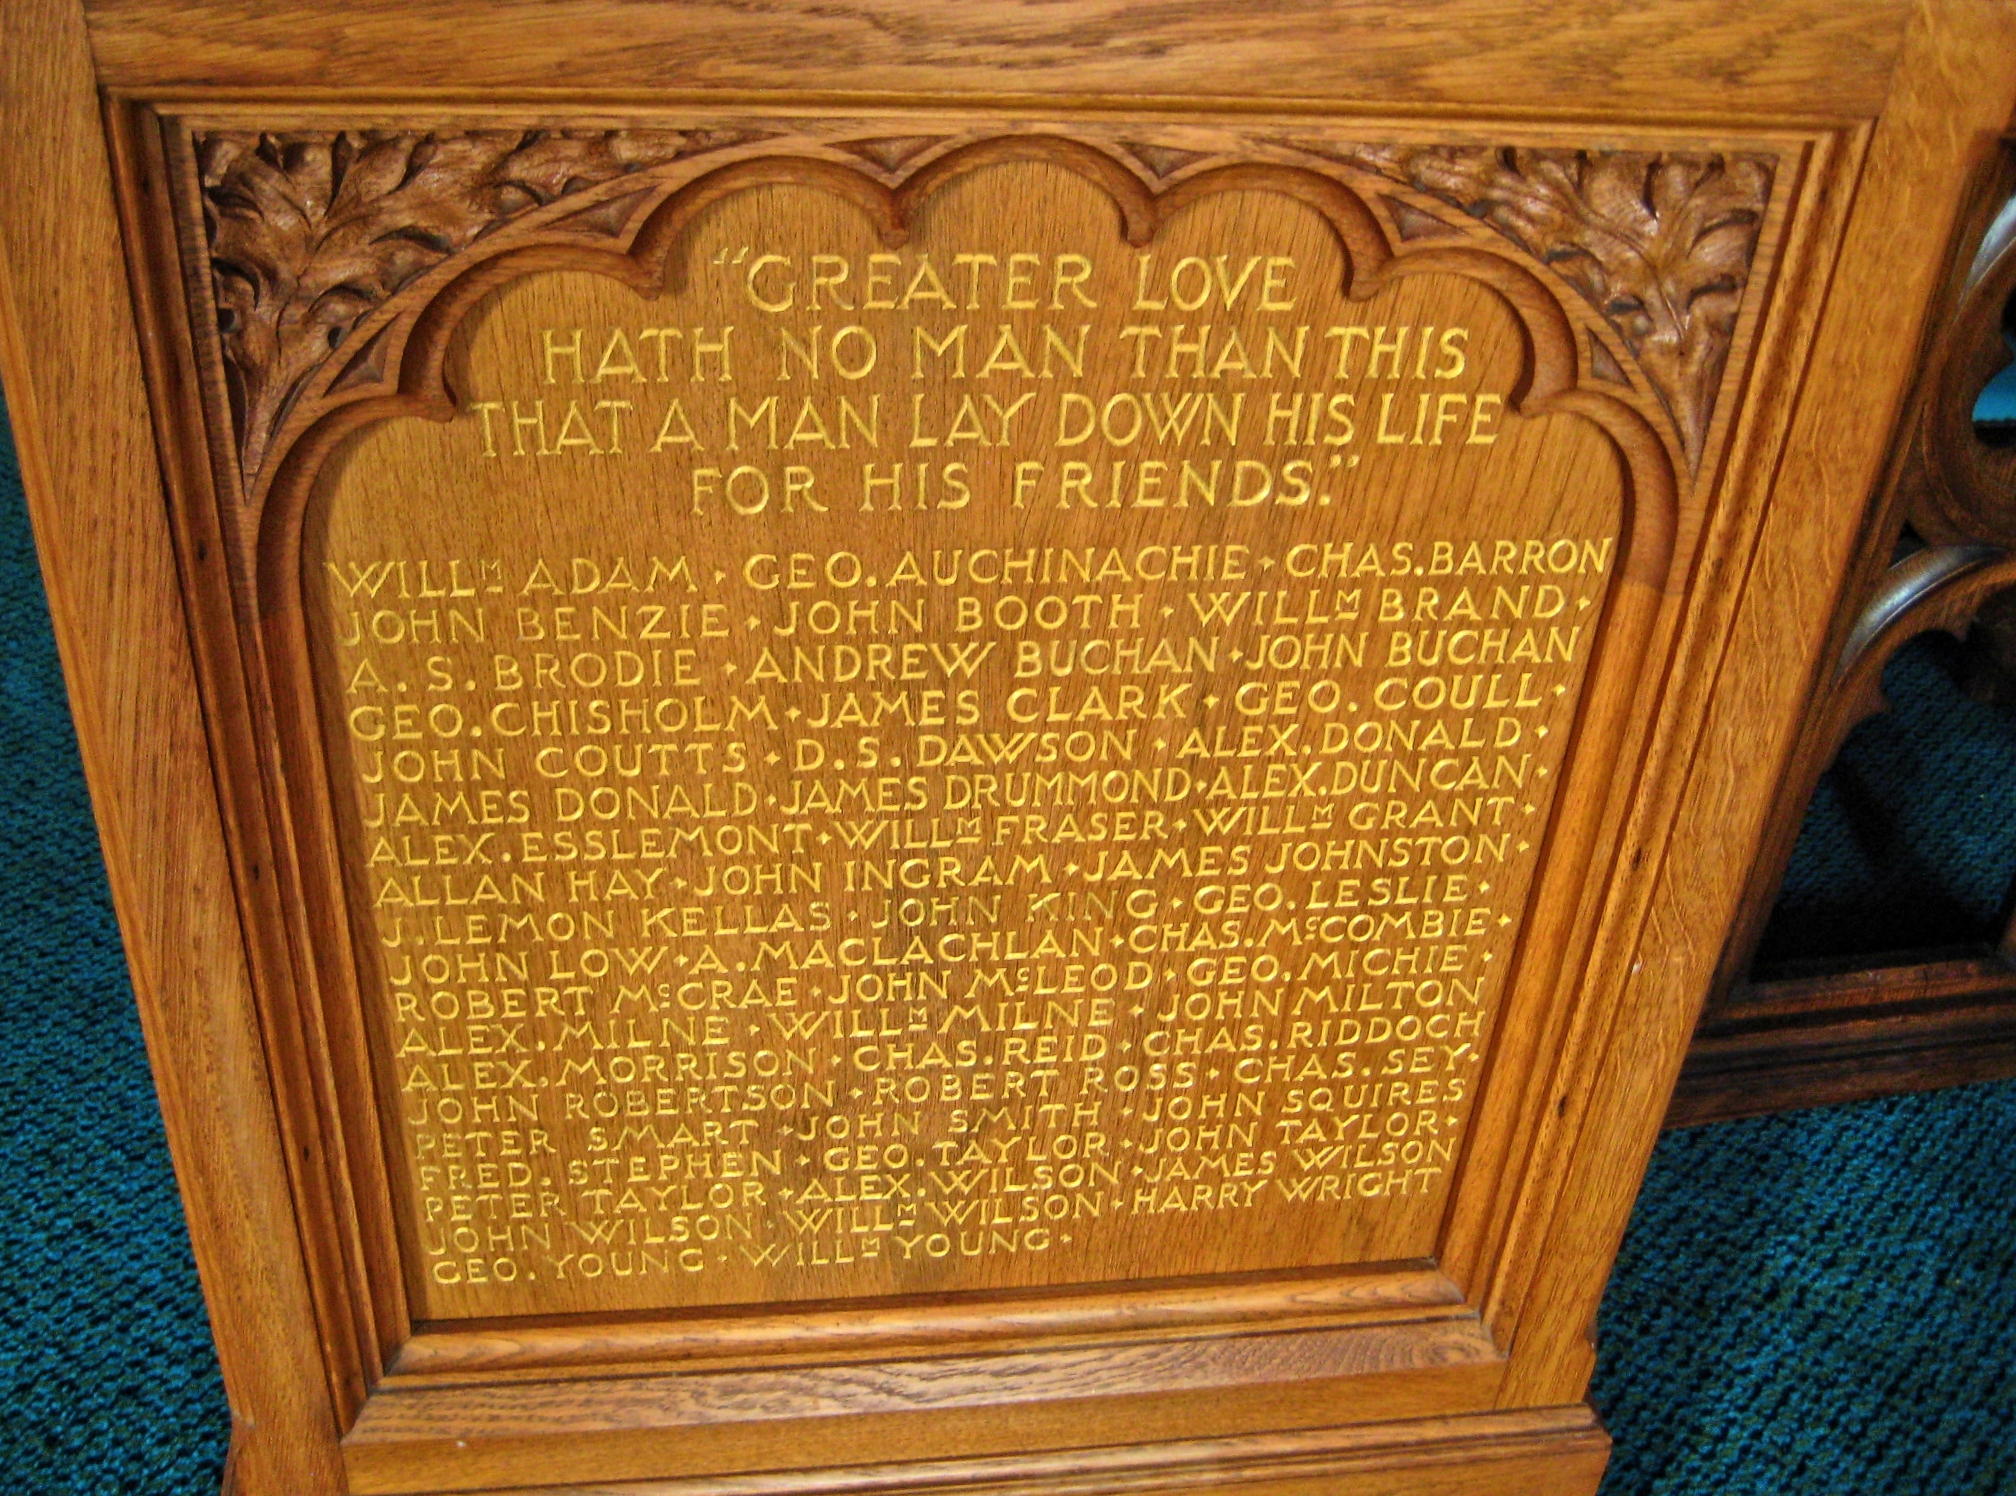 "GREATER LOVE
HATH NO MAN THAN THIS
THAT A MAN LAY DOWN HIS LIFE
FOR HIS FRIENDS."
WILLM ADAM · GEO. AUCHINACHIE · CHAS. BARRON
JOHN BENZIE · JOHN BOOTH · WILLM BRAND ·
A. S. BRODIE · ANDREW BUCHAN · JOHN BUCHAN
GEO. CHISHOLM · JAMES CLARK · GEO. COULL ·
JOHN COUTTS · D. S. DAWSON · ALEX. DONALD ·
JAMES DONALD · JAMES DRUMMOND · ALEX. DUNCAN ·
ALEX. ESSLEMONT · WILLM FRASER · WILLM GRANT ·
ALLAN HAY · JOHN INGRAM · JAMES JOHNSTON ·
J. LEMON KELLAS · JOHN KING · GEO. LESLIE ·
JOHN LOW · A. MACLACHLAN · CHAS. McCOMBIE ·
ROBERT McCRAE · JOHN McLEOD · GEO. MICHIE ·
ALEX. MILNE · WILLM MILNE · JOHN MILTON
ALEX. MORRISON · CHAS. REID · CHAS. RIDDOCH
JOHN ROBERTSON · ROBERT ROSS · CHAS. SEY ·
PETER SMART · JOHN SMITH · JOHN SQUIRES
FRED. STEPHEN · GEO. TAYLOR · JOHN TAYLOR ·
PETER TAYLOR · ALEX. WILSON · JAMES WILSON
JOHN WILSON · WILLM WILSON · HARRY WRIGHT
GEO. YOUNG · WILLM YOUNG ·